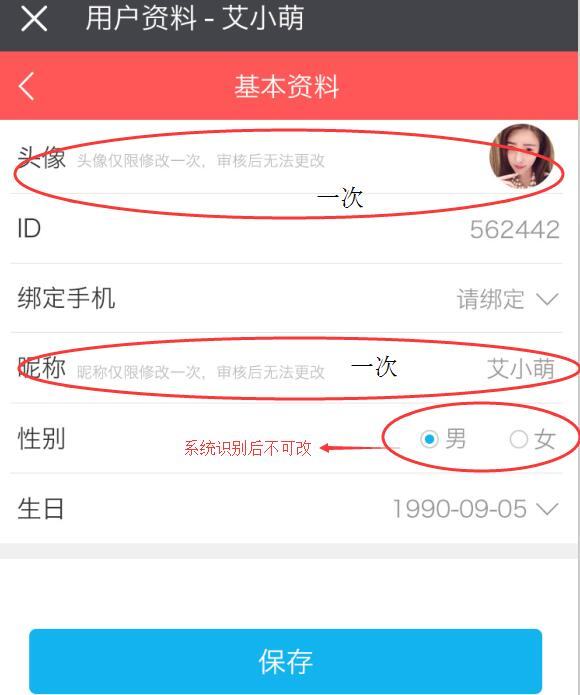 用户资料 - 艾小萌
基本资料
头像 头像仅限修改一次，审核后无法更改
一次
ID 562442
绑定手机 请绑定
昵称 昵称仅限修改一次，审核后无法更改 一次 艾小萌
性别 系统识别后不可改 男 女
生日 1990-09-05
保存